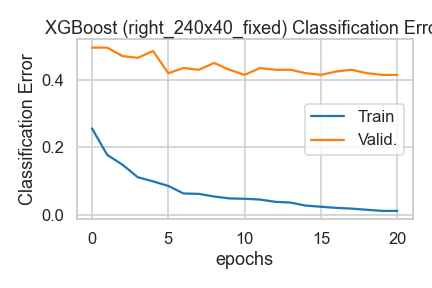 XGBoost (right_240x40_fixed) Classification Erro
Classification Error
0.4
0.2
0.0
Train
Valid.
0
5
10
15
20
epochs